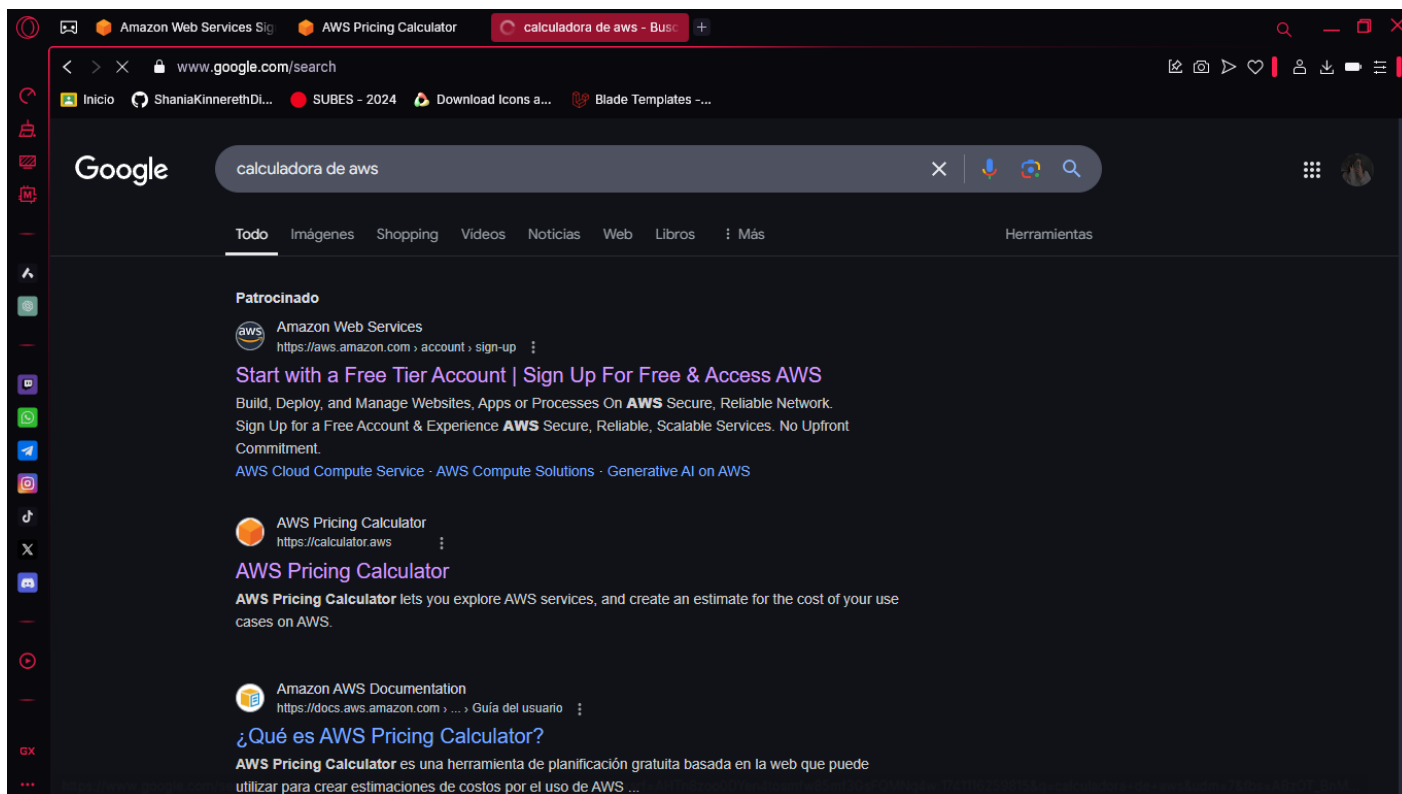 Amazon Web Services Sig
AWS Pricing Calculator
calculadora de aws - Busc
www.google.com/search
Inicio
ShaniaKinnerethDi...
SUBES - 2024
Download Icons a...
Blade Templates -...
Google
calculadora de aws
Todo Imágenes Shopping Videos Noticias Web Libros Más Herramientas
Patrocinado
aws
Amazon Web Services
https://aws.amazon.com › account › sign-up
Start with a Free Tier Account | Sign Up For Free & Access AWS
Build, Deploy, and Manage Websites, Apps or Processes On AWS Secure, Reliable Network.
Sign Up for a Free Account & Experience AWS Secure, Reliable, Scalable Services. No Upfront
Commitment.
AWS Cloud Compute Service · AWS Compute Solutions · Generative AI on AWS
AWS Pricing Calculator
https://calculator.aws
AWS Pricing Calculator
AWS Pricing Calculator lets you explore AWS services, and create an estimate for the cost of your use
cases on AWS.
Amazon AWS Documentation
https://docs.aws.amazon.com › ... › Guía del usuario
¿Qué es AWS Pricing Calculator?
AWS Pricing Calculator es una herramienta de planificación gratuita basada en la web que puede
utilizar para crear estimaciones de costos por el uso de AWS ...
GX